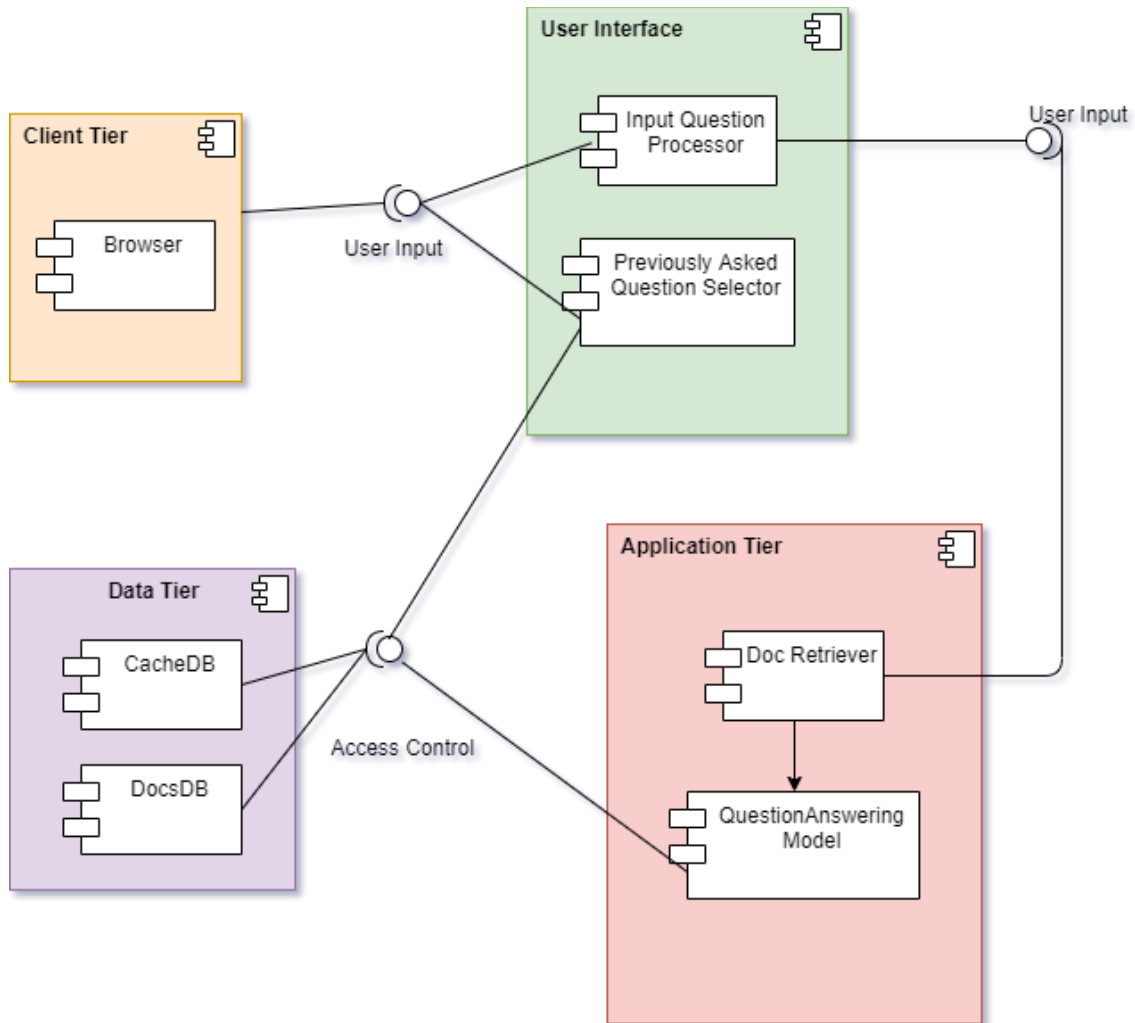 User Interface
Input Question
Processor
User Input
Client Tier
Browser
User Input
Previously Asked
Question Selector
Application Tier
Data Tier
CacheDB
Doc Retriever
Access Control
DocsDB
QuestionAnswering
Model